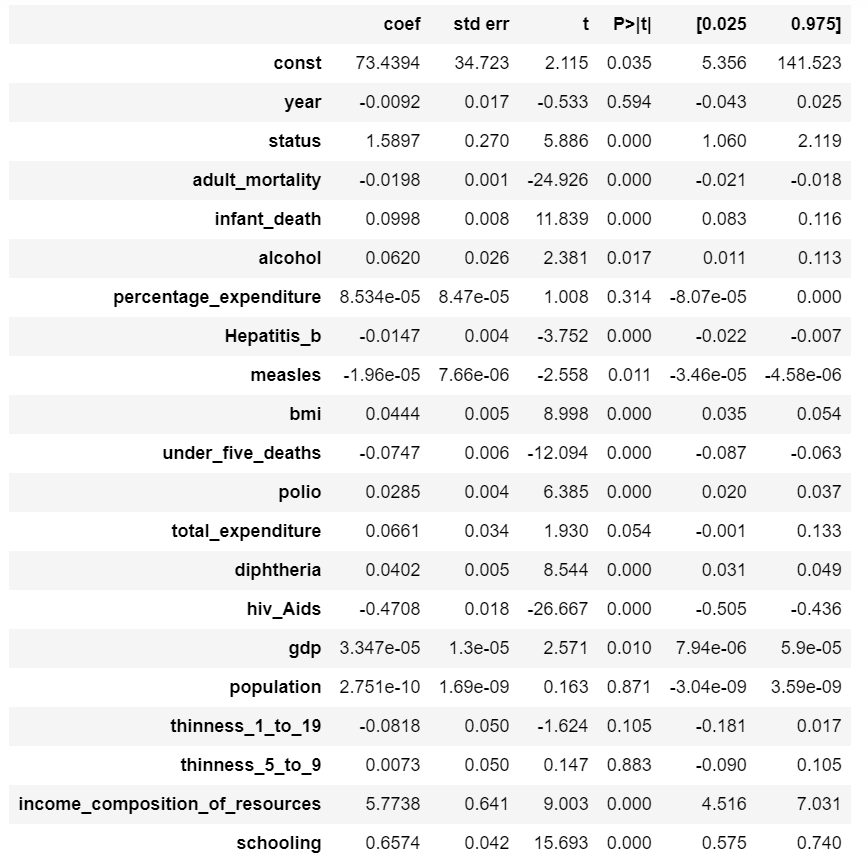 coef std err t P>|t| [0.025 0.975]
const 73.4394 34.723 2.115 0.035 5.356 141.523
year -0.0092 0.017 -0.533 0.594 -0.043 0.025
status 1.5897 0.270 5.886 0.000 1.060 2.119
adult_mortality -0.0198 0.001 -24.926 0.000 -0.021 -0.018
infant_death 0.0998 0.008 11.839 0.000 0.083 0.116
alcohol 0.0620 0.026 2.381 0.017 0.011 0.113
percentage_expenditure 8.534e-05 8.47e-05 1.008 0.314 -8.07e-05 0.000
Hepatitis_b -0.0147 0.004 -3.752 0.000 -0.022 -0.007
measles -1.96e-05 7.66e-06 -2.558 0.011 -3.46e-05 -4.58e-06
bmi 0.0444 0.005 8.998 0.000 0.035 0.054
under_five_deaths -0.0747 0.006 -12.094 0.000 -0.087 -0.063
polio 0.0285 0.004 6.385 0.000 0.020 0.037
total_expenditure 0.0661 0.034 1.930 0.054 -0.001 0.133
diphtheria 0.0402 0.005 8.544 0.000 0.031 0.049
hiv_Aids -0.4708 0.018 -26.667 0.000 -0.505 -0.436
gdp 3.347e-05 1.3e-05 2.571 0.010 7.94e-06 5.9e-05
population 2.751e-10 1.69e-09 0.163 0.871 -3.04e-09 3.59e-09
thinness_1_to_19 -0.0818 0.050 -1.624 0.105 -0.181 0.017
thinness_5_to_9 0.0073 0.050 0.147 0.883 -0.090 0.105
income_composition_of_resources 5.7738 0.641 9.003 0.000 4.516 7.031
schooling 0.6574 0.042 15.693 0.000 0.575 0.740